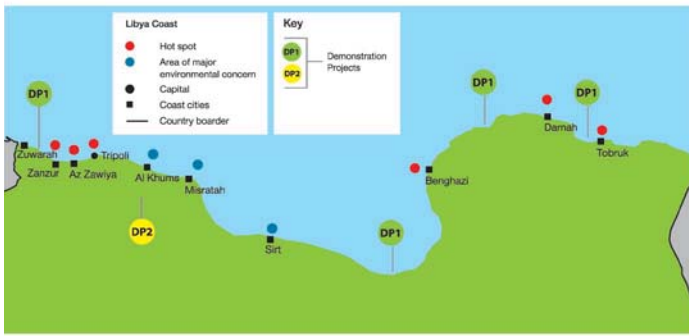 Libya Coast
Hot spot
Area of major
environmental concern
Capital
Coast cities
Country boarder
Key
DP1
DP2
Demonstration
Projects
DP1
DP1
DP1
Darnah
Tobruk
Zuwarah
Zanzur
Az Zawiya
Tripoli
Al Khums
Misratah
Benghazi
DP2
Sirt
DP1